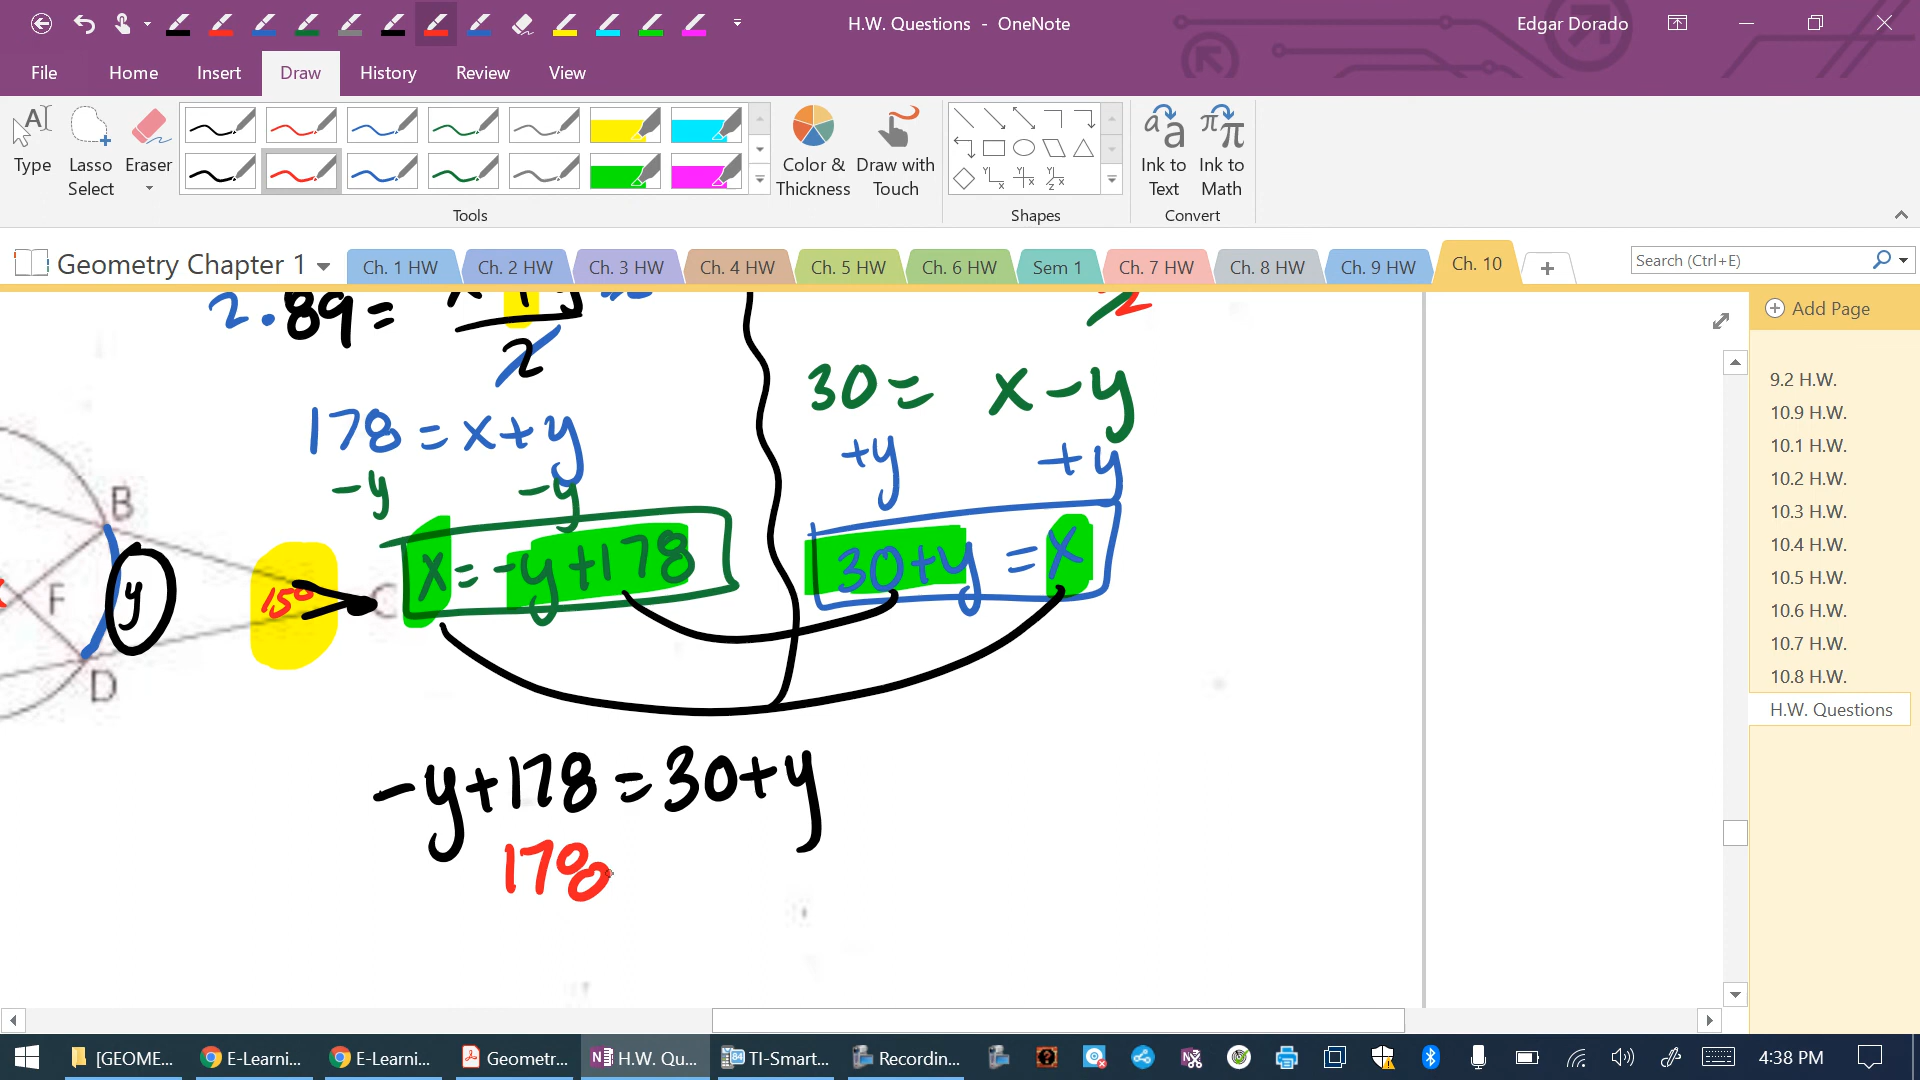 H.W. Questions - OneNote
Edgar Dorado
File Home Insert Draw History Review View
Type
Lasso Select
Eraser
Color & Thickness
Draw with Touch
Ink to Text
Ink to Math
Tools
Shapes
Convert
Geometry Chapter 1
Ch. 1 HW Ch. 2 HW Ch. 3 HW Ch. 4 HW Ch. 5 HW Ch. 6 HW Sem 1 Ch. 7 HW Ch. 8 HW Ch. 9 HW Ch. 10
Search (Ctrl+E)
Add Page
9.2 H.W.
10.9 H.W.
10.1 H.W.
10.2 H.W.
10.3 H.W.
10.4 H.W.
10.5 H.W.
10.6 H.W.
10.7 H.W.
10.8 H.W.
H.W. Questions
2 · 89 =
2
2
178 = x + y
-y -y
x = -y + 178
30 = x - y
+y +y
30 + y = x
B
F
y
15°
C
D
-y + 178 = 30 + y
178
[GEOME... E-Learni... E-Learni... Geometr... H.W. Qu... TI-Smart... Recordin... 4:38 PM